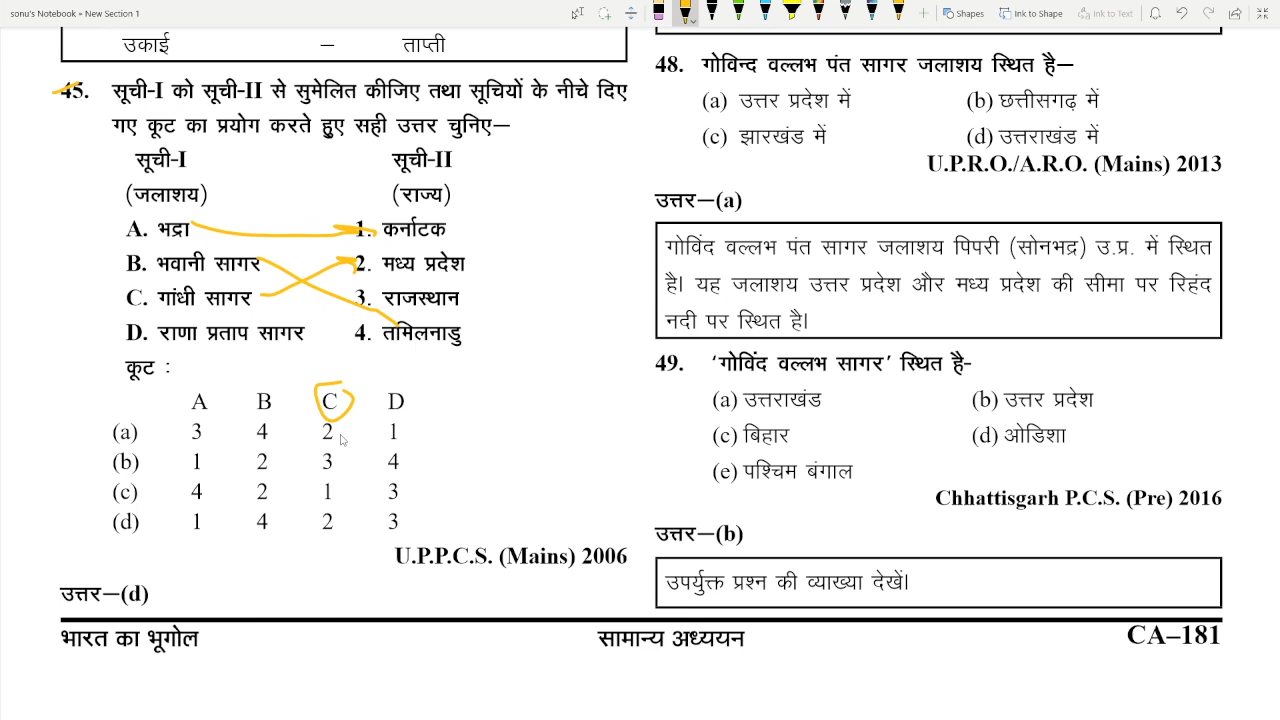 sonu's Notebook » New Section 1
Shapes Ink to Shape Ink to Text
उकाई – ताप्ती
45. सूची-I को सूची-II से सुमेलित कीजिए तथा सूचियों के नीचे दिए
गए कूट का प्रयोग करते हुए सही उत्तर चुनिए—
सूची-I सूची-II
(जलाशय) (राज्य)
A. भद्रा 1. कर्नाटक
B. भवानी सागर 2. मध्य प्रदेश
C. गांधी सागर 3. राजस्थान
D. राणा प्रताप सागर 4. तमिलनाडु
कूट :
A B C D
(a) 3 4 2 1
(b) 1 2 3 4
(c) 4 2 1 3
(d) 1 4 2 3
U.P.P.C.S. (Mains) 2006
उत्तर—(d)
48. गोविन्द वल्लभ पंत सागर जलाशय स्थित है—
(a) उत्तर प्रदेश में (b) छत्तीसगढ़ में
(c) झारखंड में (d) उत्तराखंड में
U.P.R.O./A.R.O. (Mains) 2013
उत्तर—(a)
गोविंद वल्लभ पंत सागर जलाशय पिपरी (सोनभद्र) उ.प्र. में स्थित
है। यह जलाशय उत्तर प्रदेश और मध्य प्रदेश की सीमा पर रिहंद
नदी पर स्थित है।
49. ‘गोविंद वल्लभ सागर’ स्थित है-
(a) उत्तराखंड (b) उत्तर प्रदेश
(c) बिहार (d) ओडिशा
(e) पश्चिम बंगाल
Chhattisgarh P.C.S. (Pre) 2016
उत्तर—(b)
उपर्युक्त प्रश्न की व्याख्या देखें।
भारत का भूगोल सामान्य अध्ययन CA–181